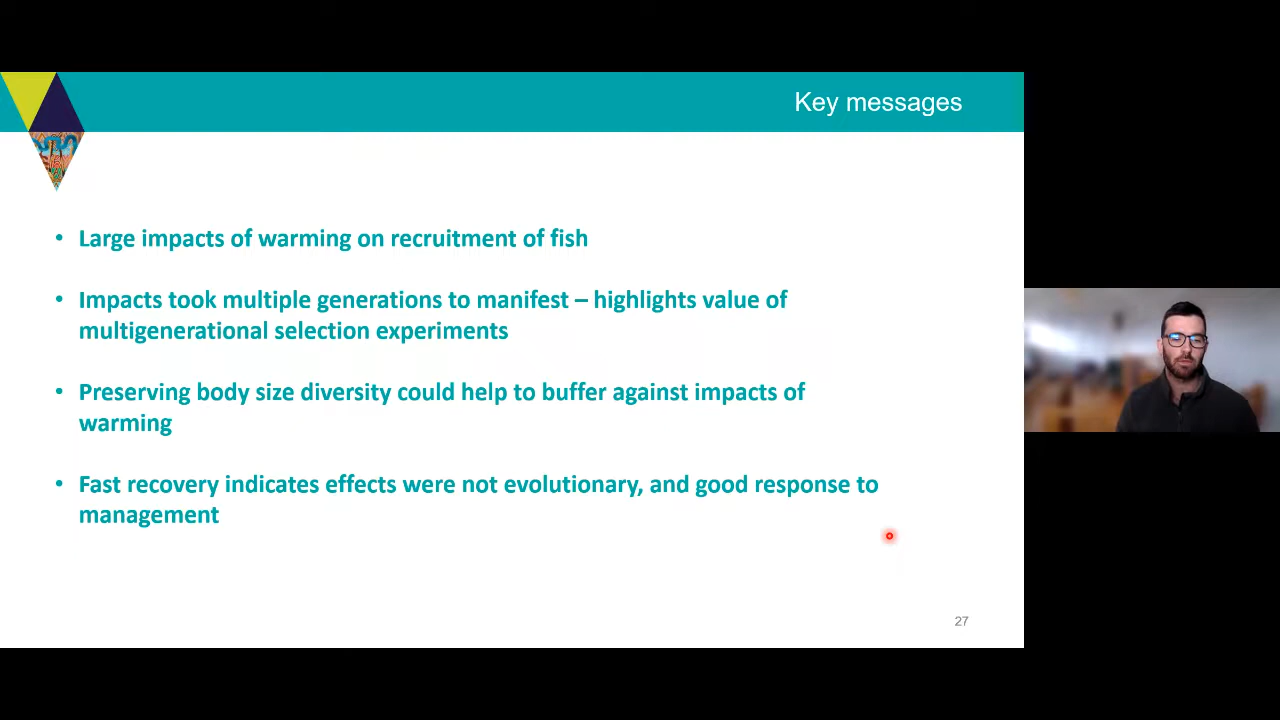 Key messages
• Large impacts of warming on recruitment of fish
• Impacts took multiple generations to manifest – highlights value of
multigenerational selection experiments
• Preserving body size diversity could help to buffer against impacts of
warming
• Fast recovery indicates effects were not evolutionary, and good response to
management
27